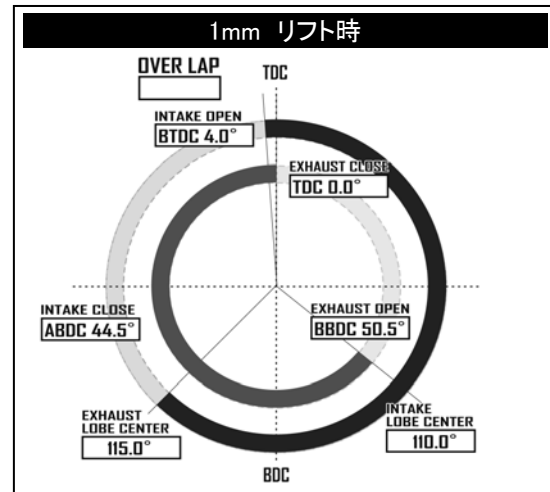 1mm リフト時
OVER LAP
TDC
INTAKE OPEN
BTDC 4.0°
EXHAUST CLOSE
TDC 0.0°
INTAKE CLOSE
ABDC 44.5°
EXHAUST OPEN
BBDC 50.5°
EXHAUST
LOBE CENTER
115.0°
INTAKE
LOBE CENTER
110.0°
BDC